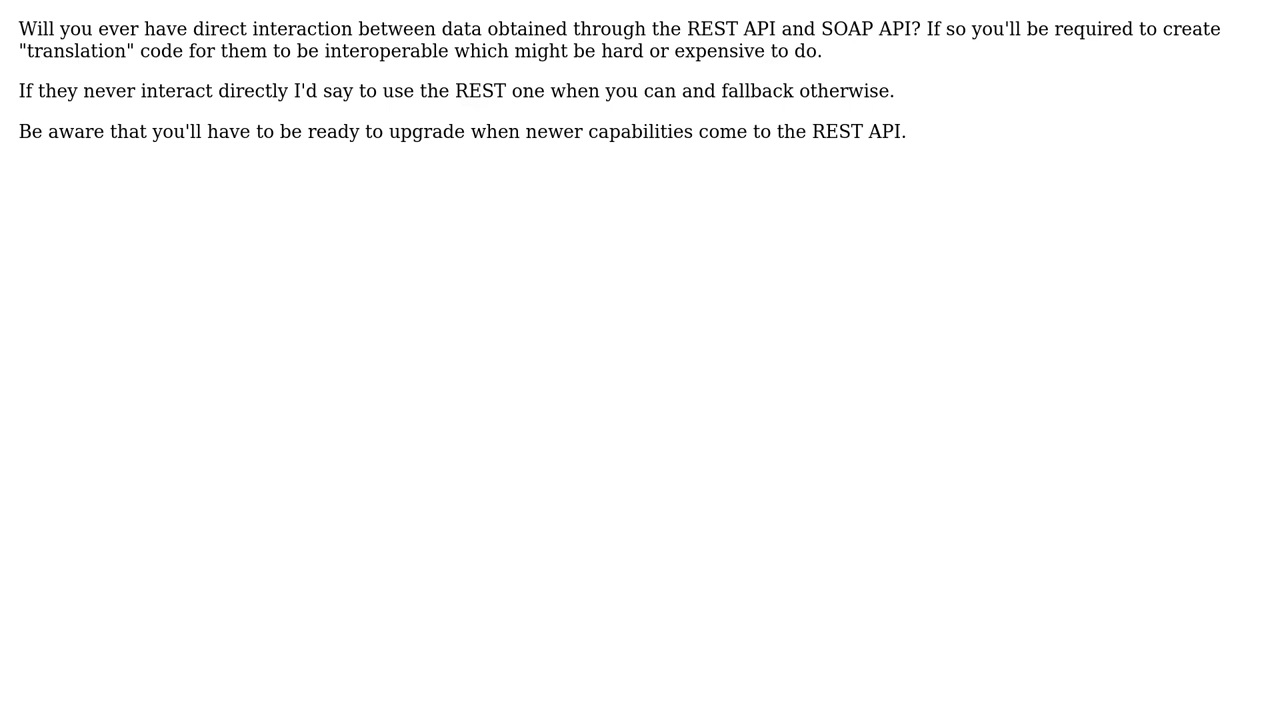 Will you ever have direct interaction between data obtained through the REST API and SOAP API? If so you'll be required to create
"translation" code for them to be interoperable which might be hard or expensive to do.
If they never interact directly I'd say to use the REST one when you can and fallback otherwise.
Be aware that you'll have to be ready to upgrade when newer capabilities come to the REST API.